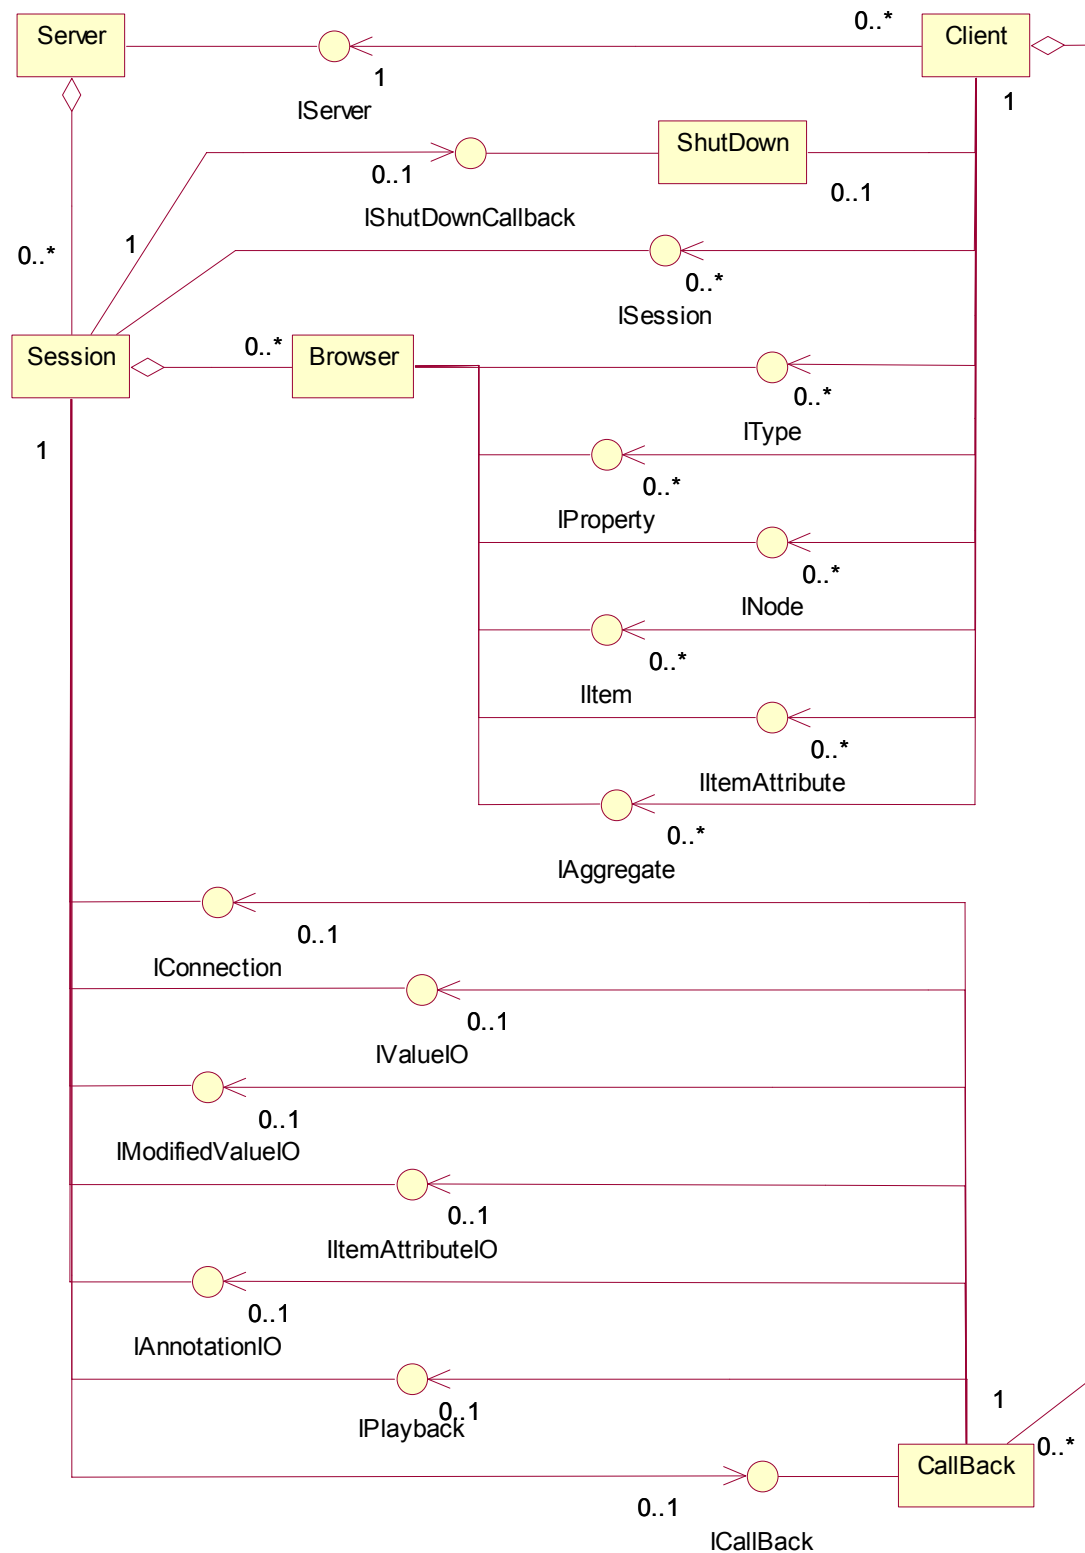 Server
0..*
Client
1
IServer
1
ShutDown
0..1
0..1
IShutDownCallback
1
0..*
0..*
ISession
Session
0..*
Browser
0..*
IType
1
0..*
IProperty
0..*
INode
0..*
IItem
0..*
IItemAttribute
0..*
IAggregate
0..1
IConnection
0..1
IValueIO
0..1
IModifiedValueIO
0..1
IItemAttributeIO
0..1
IAnnotationIO
0..1
IPlayback
1
0..*
CallBack
0..1
ICallBack